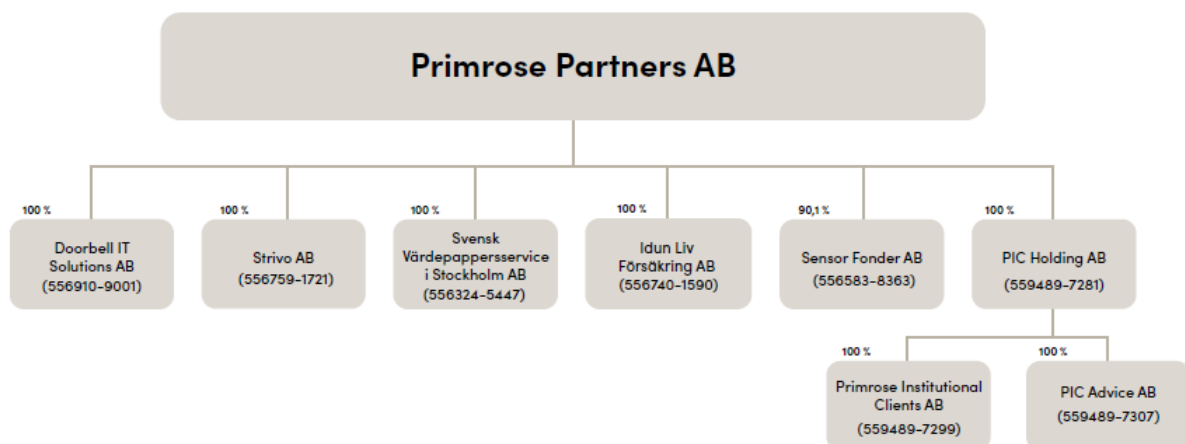 Primrose Partners AB
100 %
100 %
100 %
100 %
90,1 %
100 %
Doorbell IT
Solutions AB
(556910-9001)
Strivo AB
(556759-1721)
Svensk
Värdepappersservice
i Stockholm AB
(556324-5447)
Idun Liv
Försäkring AB
(556740-1590)
Sensor Fonder AB
(556583-8363)
PIC Holding AB
(559489-7281)
100 %
100 %
Primrose Institutional
Clients AB
(559489-7299)
PIC Advice AB
(559489-7307)